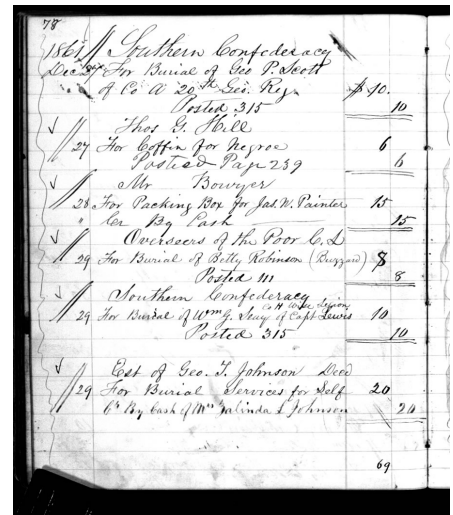 78
1861 // Southern Confederacy
Dec 27 For Burial of Geo P. Scott
of Co A 20th Geo. Reg. $10.
Posted 315 10
✓ Thos G. Hill
// 27 For Coffin for Negroe 6
Posted Page 239 6
✓ Mr Bowyer
// 28 For Packing Box for Jas. W. Painter 15
" Cr By Cash 15
✓ Overseers of the Poor C. L
// 29 For Burial of Betty Robinson (Buzzard) 8
Posted 111 8
✓ Southern Confederacy
Co H Wise Legion
// 29 For Burial of Wm G. Seay of Capt Lewis 10
Posted 315 10
✓ Est of Geo. T. Johnson Decd
// 29 For Burial Services for Self 20
Cr By Cash of Mrs Malinda S Johnson 20
69